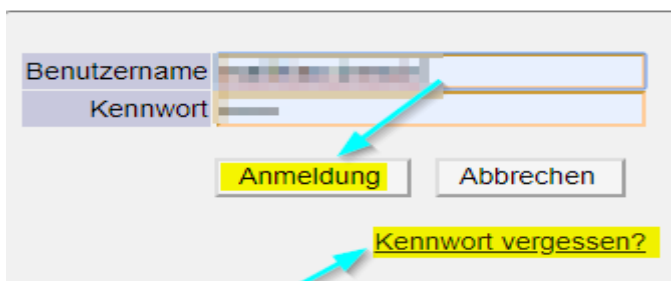 Benutzername
Kennwort
Anmeldung Abbrechen
Kennwort vergessen?